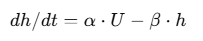 dh/dt = α · U − β · h